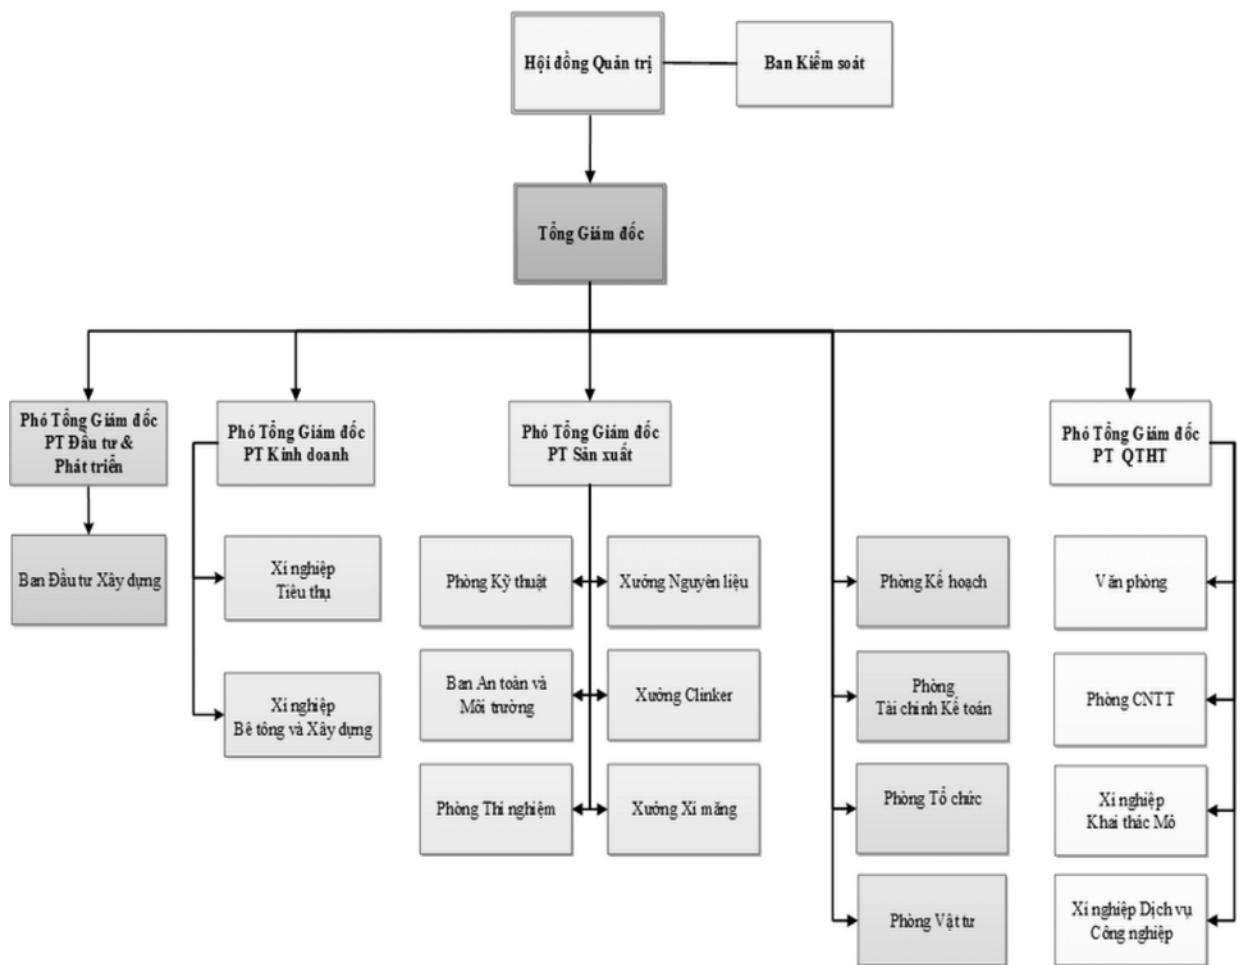 Hội đồng Quản trị
Ban Kiểm soát
Tổng Giám đốc
Phó Tổng Giám đốc
PT Đầu tư &
Phát triển
Phó Tổng Giám đốc
PT Kinh doanh
Phó Tổng Giám đốc
PT Sản xuất
Phó Tổng Giám đốc
PT QTHT
Ban Đầu tư Xây dựng
Xí nghiệp
Tiêu thụ
Xí nghiệp
Bê tông và Xây dựng
Phòng Kỹ thuật
Xưởng Nguyên liệu
Ban An toàn và
Môi trường
Xưởng Clinker
Phòng Thí nghiệm
Xưởng Xi măng
Phòng Kế hoạch
Phòng
Tài chính Kế toán
Phòng Tổ chức
Phòng Vật tư
Văn phòng
Phòng CNTT
Xí nghiệp
Khai thác Mỏ
Xí nghiệp Dịch vụ
Công nghiệp